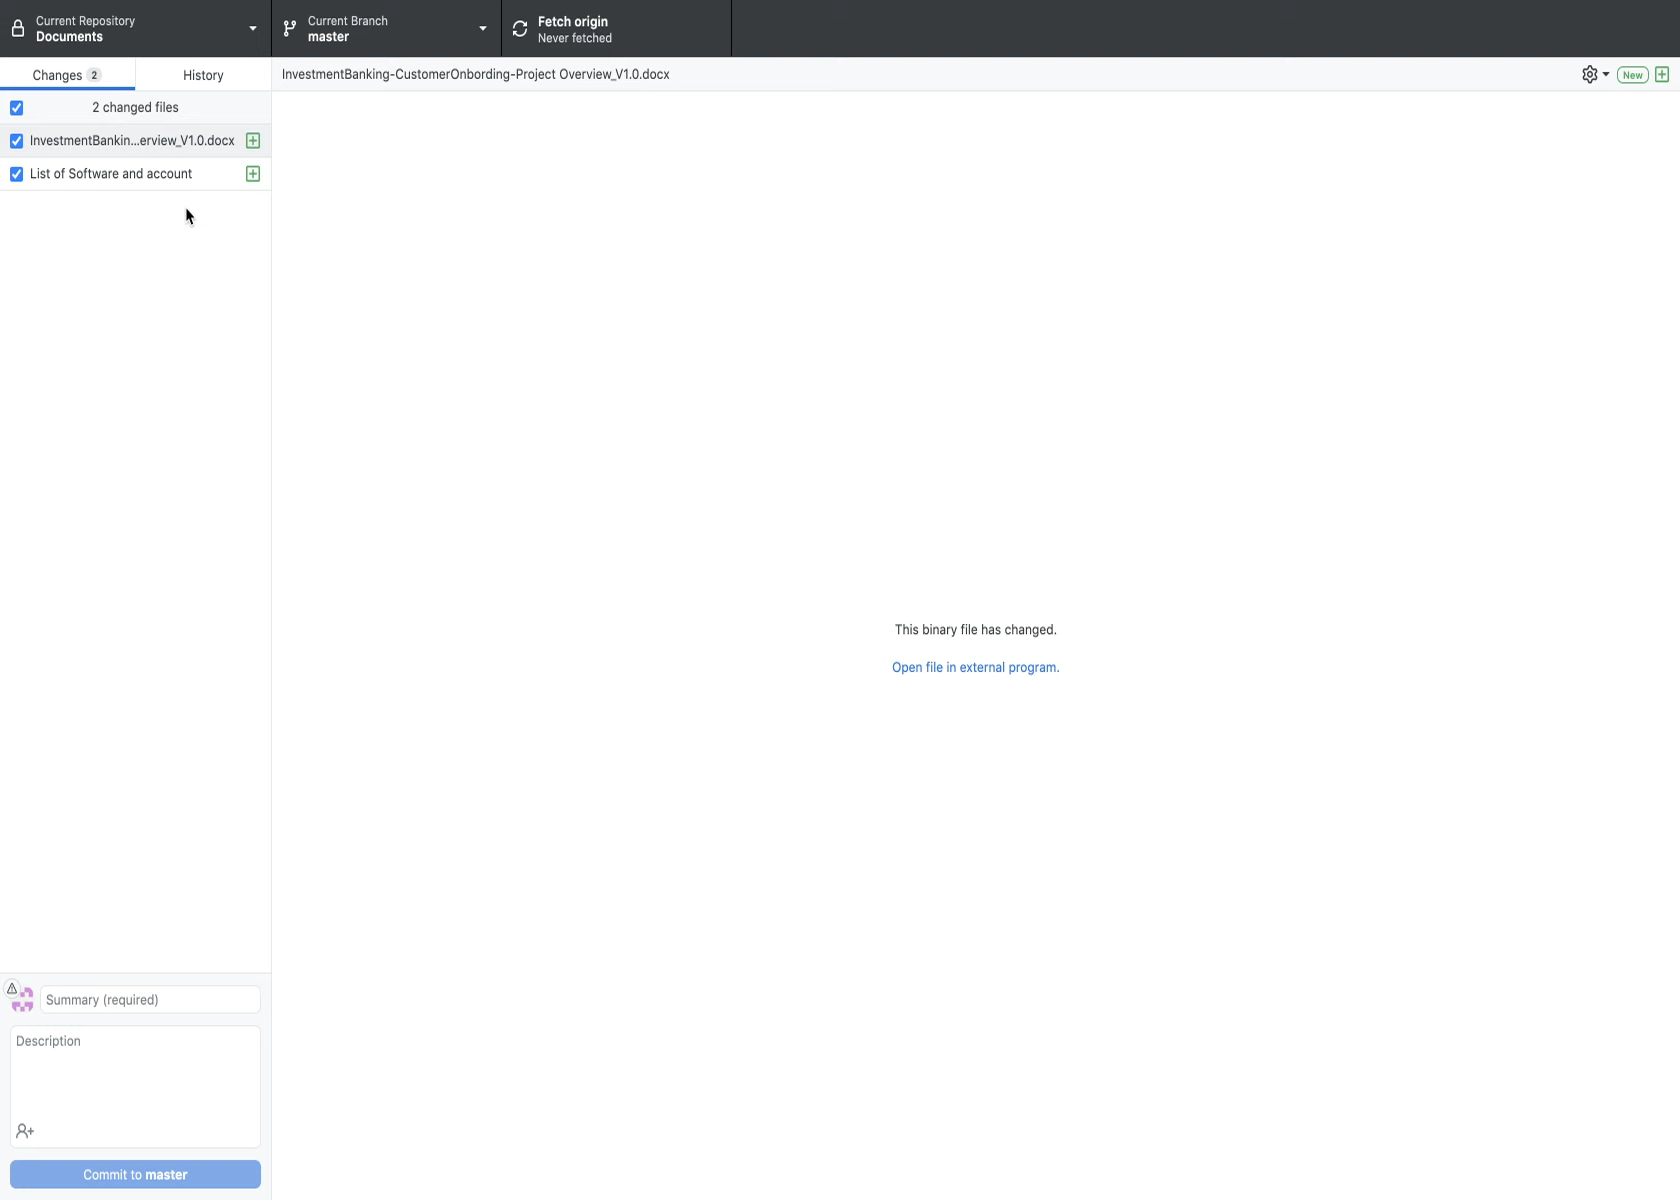 Current Repository
Documents
Current Branch
master
Fetch origin
Never fetched
Changes 2
History
InvestmentBanking-CustomerOnbording-Project Overview_V1.0.docx
New
2 changed files
InvestmentBankin...erview_V1.0.docx
List of Software and account
This binary file has changed.
Open file in external program.
Summary (required)
Description
Commit to master